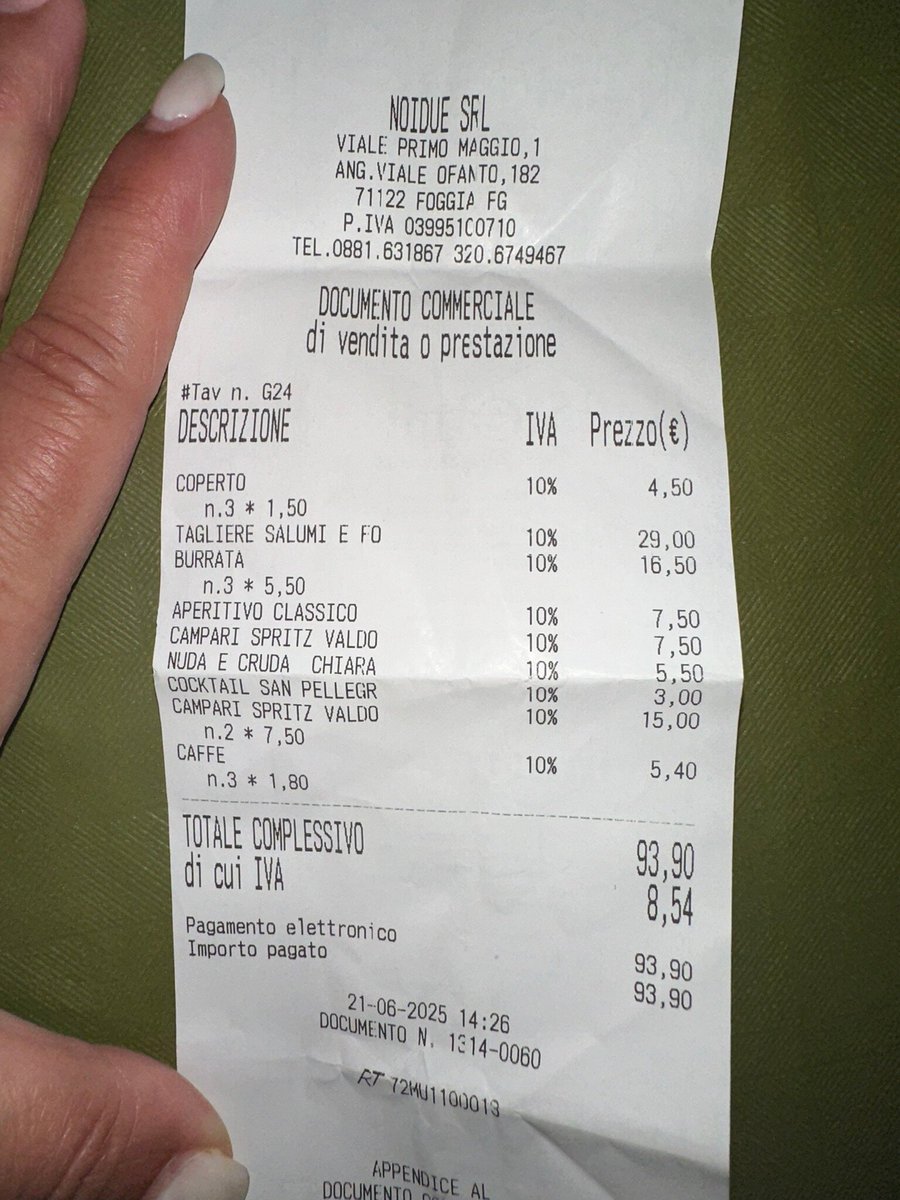 NOIDUE SRL
VIALE PRIMO MAGGIO,1
ANG.VIALE OFANTO,182
71122 FOGGIA FG
P.IVA 03995100710
TEL.0881.631867 320.6749467
DOCUMENTO COMMERCIALE
di vendita o prestazione
#Tav n. G24
DESCRIZIONE IVA Prezzo(€)
COPERTO 10% 4,50
n.3 * 1,50
TAGLIERE SALUMI E FO 10% 29,00
BURRATA 10% 16,50
n.3 * 5,50
APERITIVO CLASSICO 10% 7,50
CAMPARI SPRITZ VALDO 10% 7,50
NUDA E CRUDA CHIARA 10% 5,50
COCKTAIL SAN PELLEGR 10% 3,00
CAMPARI SPRITZ VALDO 10% 15,00
n.2 * 7,50
CAFFE 10% 5,40
n.3 * 1,80
TOTALE COMPLESSIVO 93,90
di cui IVA 8,54
Pagamento elettronico 93,90
Importo pagato 93,90
21-06-2025 14:26
DOCUMENTO N. 1314-0060
RT 72MU1100013
APPENDICE AL
DOCUMENTO